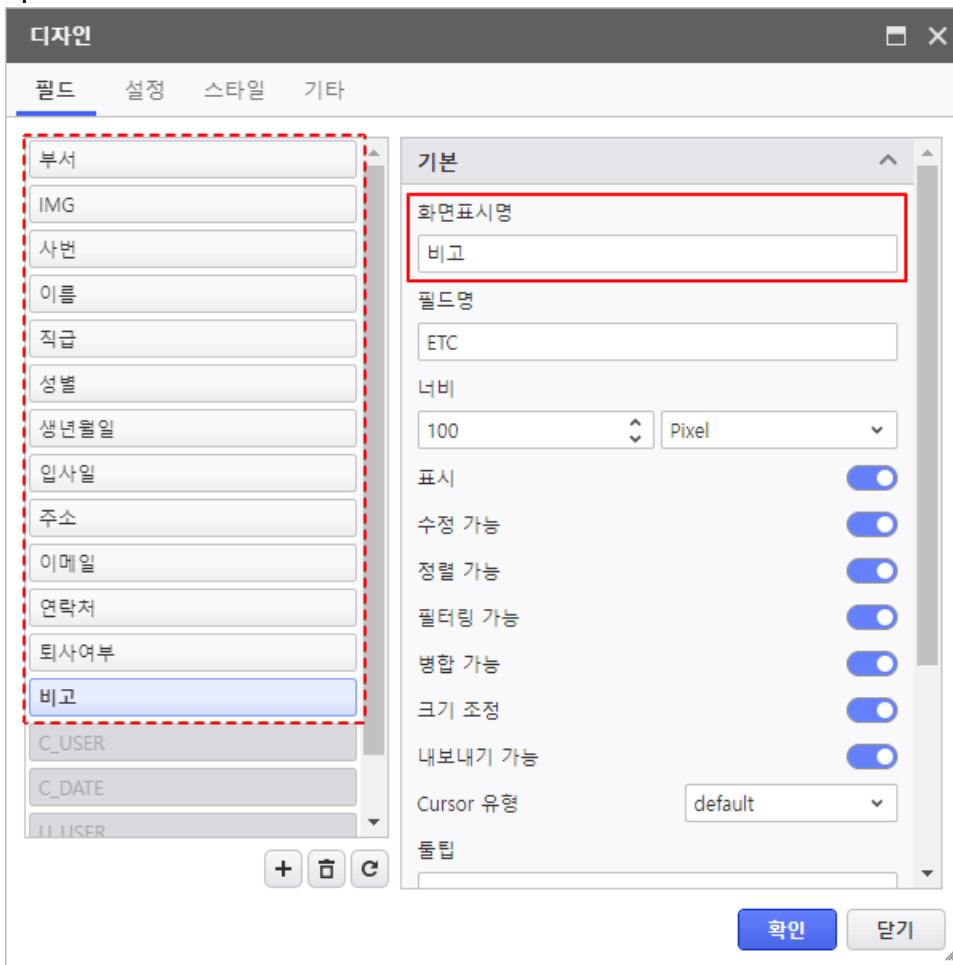 디자인
필드 설정 스타일 기타
부서
IMG
사번
이름
직급
성별
생년월일
입사일
주소
이메일
연락처
퇴사여부
비고
C_USER
C_DATE
U_USER
기본
화면표시명
비고
필드명
ETC
너비
100 Pixel
표시
수정 가능
정렬 가능
필터링 가능
병합 가능
크기 조정
내보내기 가능
Cursor 유형 default
툴팁
확인 닫기